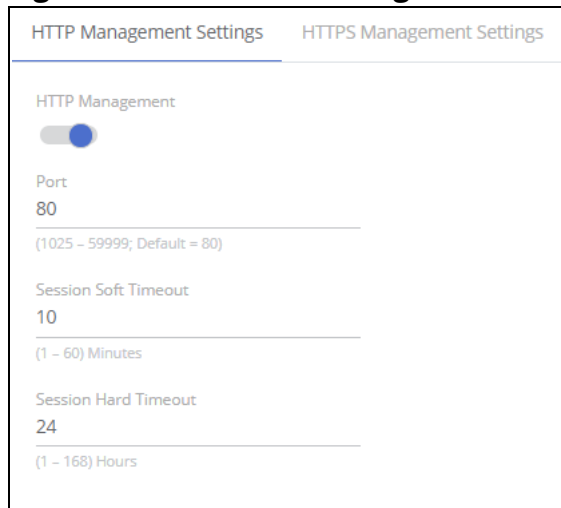 HTTP Management Settings HTTPS Management Settings
HTTP Management
Port
80
(1025 – 59999; Default = 80)
Session Soft Timeout
10
(1 – 60) Minutes
Session Hard Timeout
24
(1 – 168) Hours